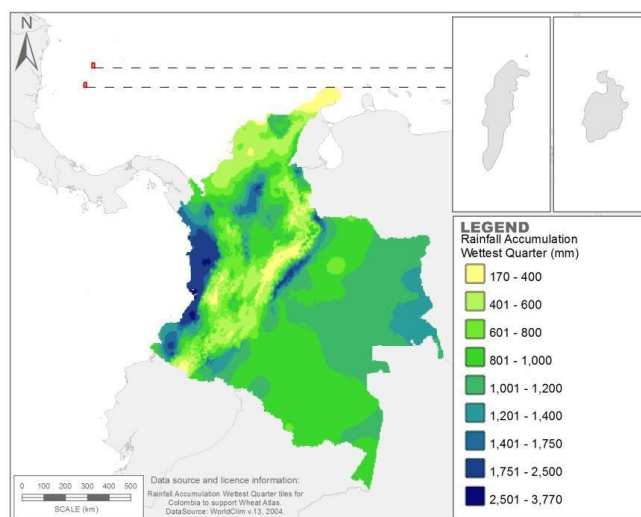 N
LEGEND
Rainfall Accumulation
Wettest Quarter (mm)
170 - 400
401 - 600
601 - 800
801 - 1,000
1,001 - 1,200
1,201 - 1,400
1,401 - 1,750
1,751 - 2,500
2,501 - 3,770
0 100 200 300 400 500
SCALE (km)
Data source and licence information:
Rainfall Accumulation Wettest Quarter tiles for
Colombia to support Wheat Atlas.
DataSource: WorldClim v.13, 2004.